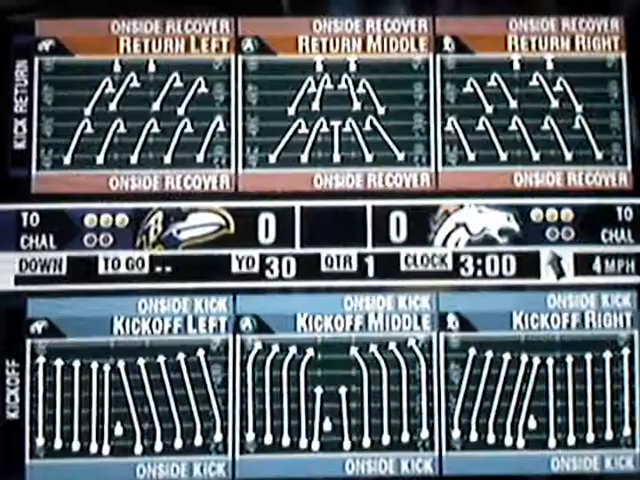 ONSIDE RECOVER ONSIDE RECOVER ONSIDE RECOVER
RETURN LEFT RETURN MIDDLE RETURN RIGHT
KICK RETURN
ONSIDE RECOVER ONSIDE RECOVER ONSIDE RECOVER
TO 0 0 TO
CHAL CHAL
DOWN TO GO -- YD 30 QTR 1 CLOCK 3:00 4 MPH
ONSIDE KICK ONSIDE KICK ONSIDE KICK
KICKOFF LEFT KICKOFF MIDDLE KICKOFF RIGHT
KICKOFF
ONSIDE KICK ONSIDE KICK ONSIDE KICK